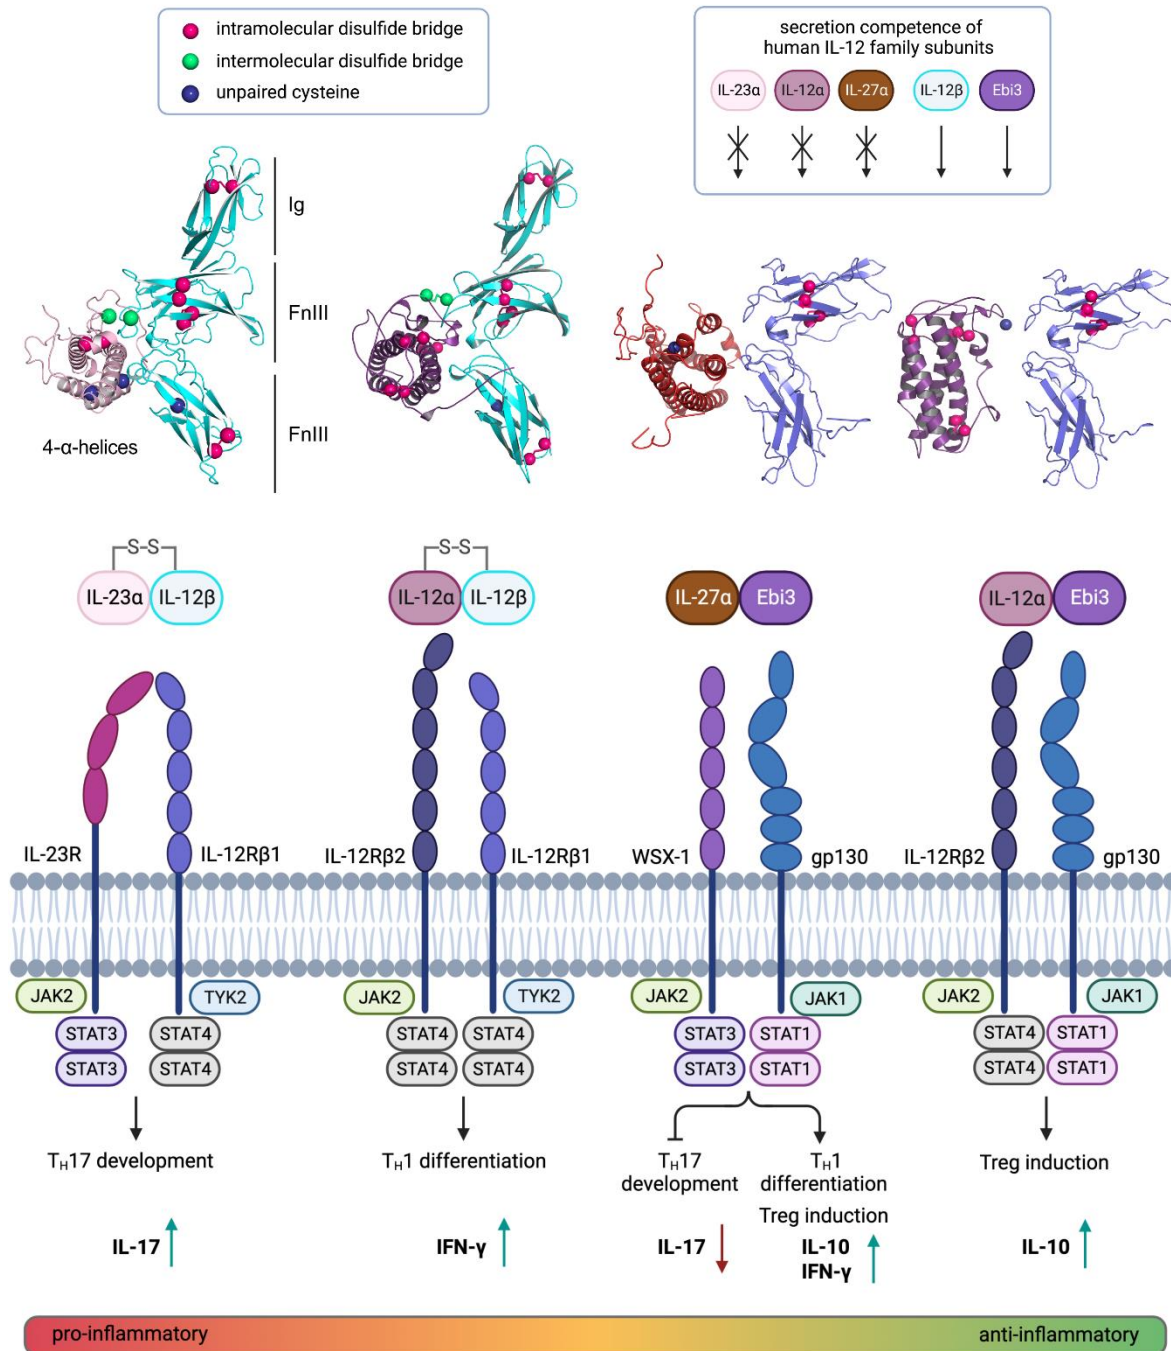 intramolecular disulfide bridge
intermolecular disulfide bridge
unpaired cysteine
secretion competence of
human IL-12 family subunits
IL-23α IL-12α IL-27α IL-12β Ebi3
Ig
FnIII
FnIII
4-α-helices
S-S S-S
IL-23α IL-12β IL-12α IL-12β IL-27α Ebi3 IL-12α Ebi3
IL-23R IL-12Rβ1 IL-12Rβ2 IL-12Rβ1 WSX-1 gp130 IL-12Rβ2 gp130
JAK2 TYK2 JAK2 TYK2 JAK2 JAK1 JAK2 JAK1
STAT3 STAT4 STAT4 STAT4 STAT3 STAT1 STAT4 STAT1
STAT3 STAT4 STAT4 STAT4 STAT3 STAT1 STAT4 STAT1
TH17 development TH1 differentiation TH17 development TH1 differentiation Treg induction
Treg induction
IL-17 IFN-γ IL-17 IL-10 IL-10
IFN-γ
pro-inflammatory anti-inflammatory